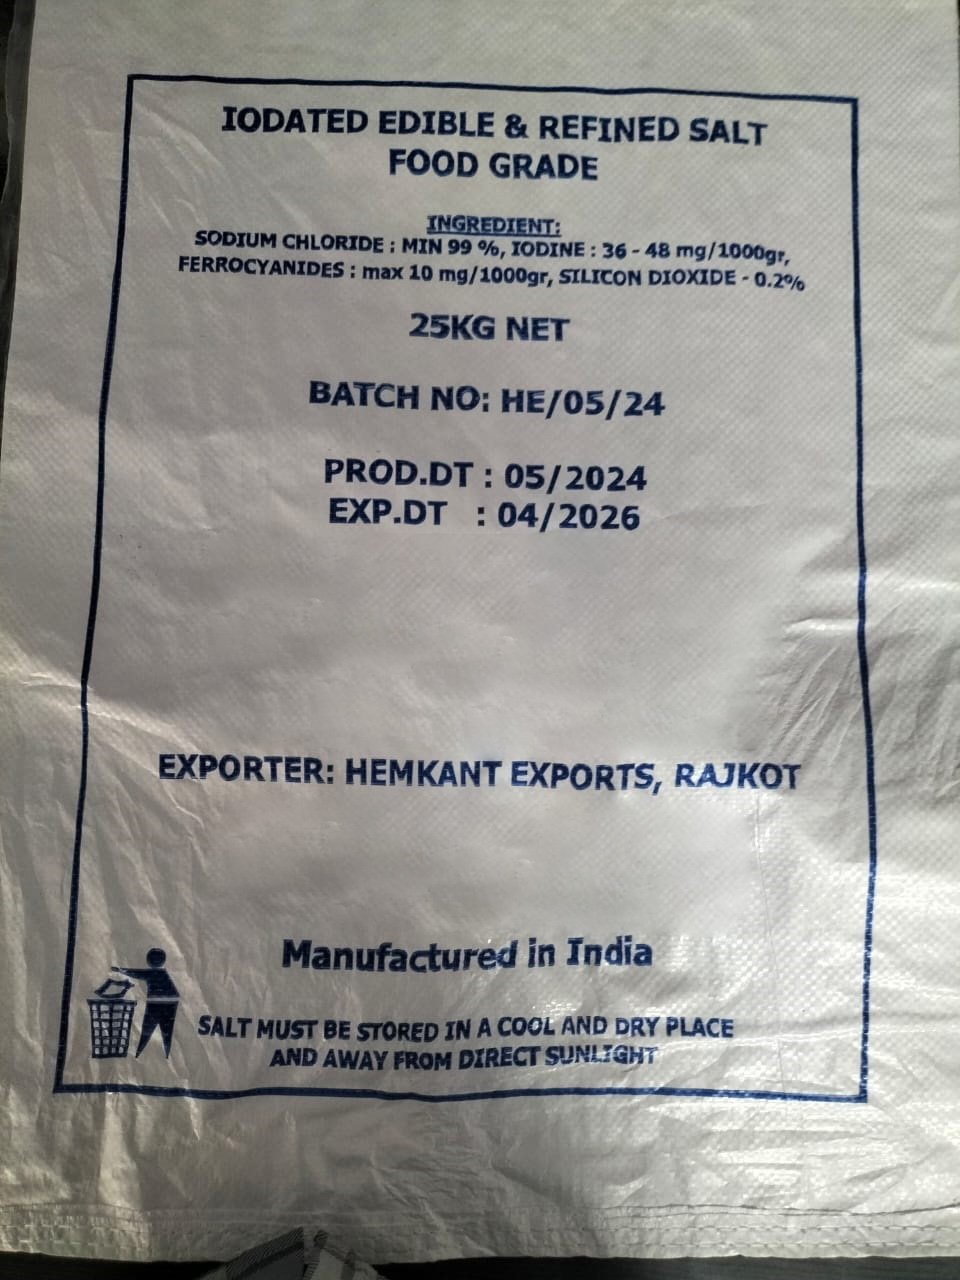 IODATED EDIBLE & REFINED SALT
FOOD GRADE
INGREDIENT:
SODIUM CHLORIDE : MIN 99 %, IODINE : 36 - 48 mg/1000gr,
FERROCYANIDES : max 10 mg/1000gr, SILICON DIOXIDE - 0.2%
25KG NET
BATCH NO: HE/05/24
PROD.DT : 05/2024
EXP.DT : 04/2026
EXPORTER: HEMKANT EXPORTS, RAJKOT
Manufactured in India
SALT MUST BE STORED IN A COOL AND DRY PLACE
AND AWAY FROM DIRECT SUNLIGHT